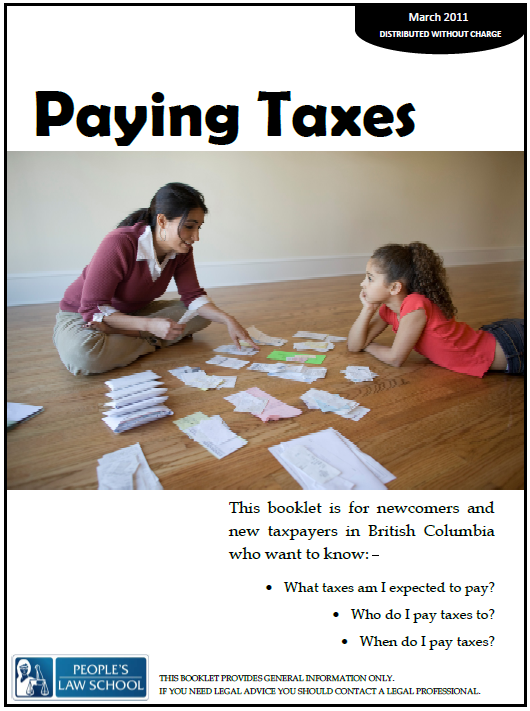 March 2011
DISTRIBUTED WITHOUT CHARGE
Paying Taxes
This booklet is for newcomers and
new taxpayers in British Columbia
who want to know: –
• What taxes am I expected to pay?
• Who do I pay taxes to?
• When do I pay taxes?
PEOPLE'S
LAW SCHOOL
THIS BOOKLET PROVIDES GENERAL INFORMATION ONLY.
IF YOU NEED LEGAL ADVICE YOU SHOULD CONTACT A LEGAL PROFESSIONAL.